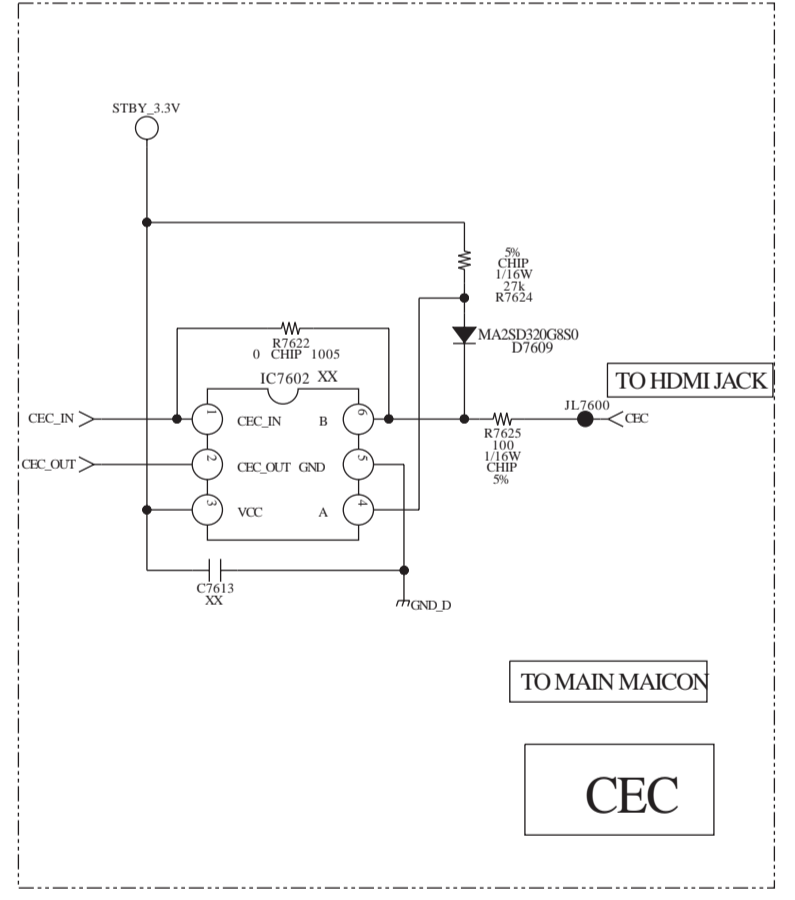 STBY_3.3V
5%
CHIP
1/16W
27k
R7624
MA2SD320G8S0
D7609
R7622
0 CHIP 1005
IC7602 XX
TO HDMI JACK
JL7600
CEC_IN
1
CEC_IN
B
6
CEC
R7625
100
1/16W
CHIP
5%
CEC_OUT
2
CEC_OUT
GND
5
3
VCC
A
4
C7613
XX
GND_D
TO MAIN MAICON
CEC